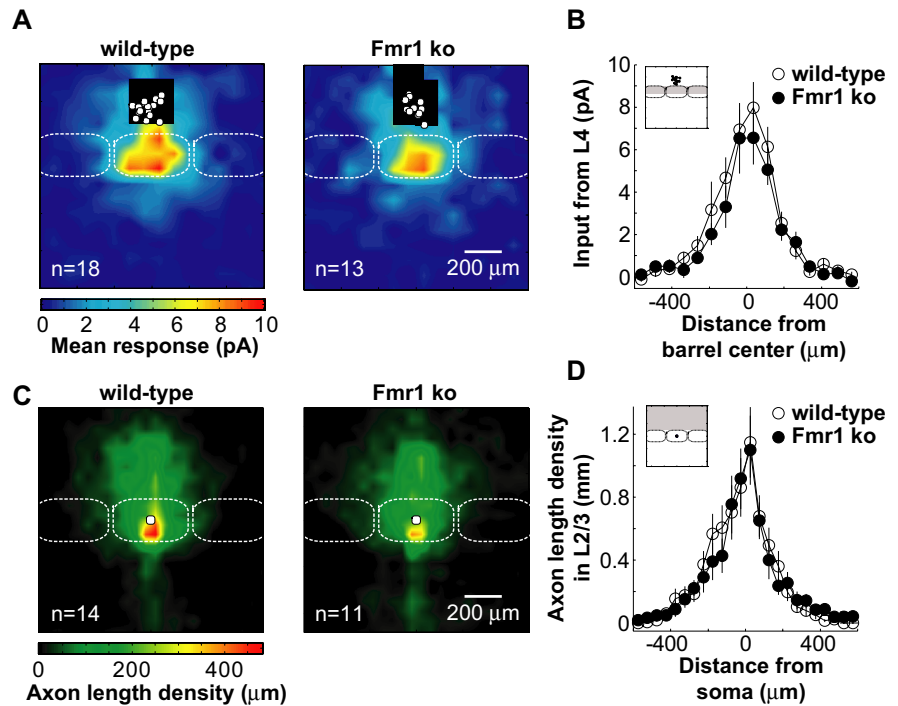 A
wild-type
Fmr1 ko
n=18
n=13
200 μm
0 2 4 6 8 10
Mean response (pA)
B
wild-type
Fmr1 ko
Input from L4 (pA)
10
8
6
4
2
0
-400 0 400
Distance from
barrel center (μm)
C
wild-type
Fmr1 ko
n=14
n=11
200 μm
0 200 400
Axon length density (μm)
D
wild-type
Fmr1 ko
Axon length density
in L2/3 (mm)
1.2
0.8
0.4
0
-400 0 400
Distance from
soma (μm)